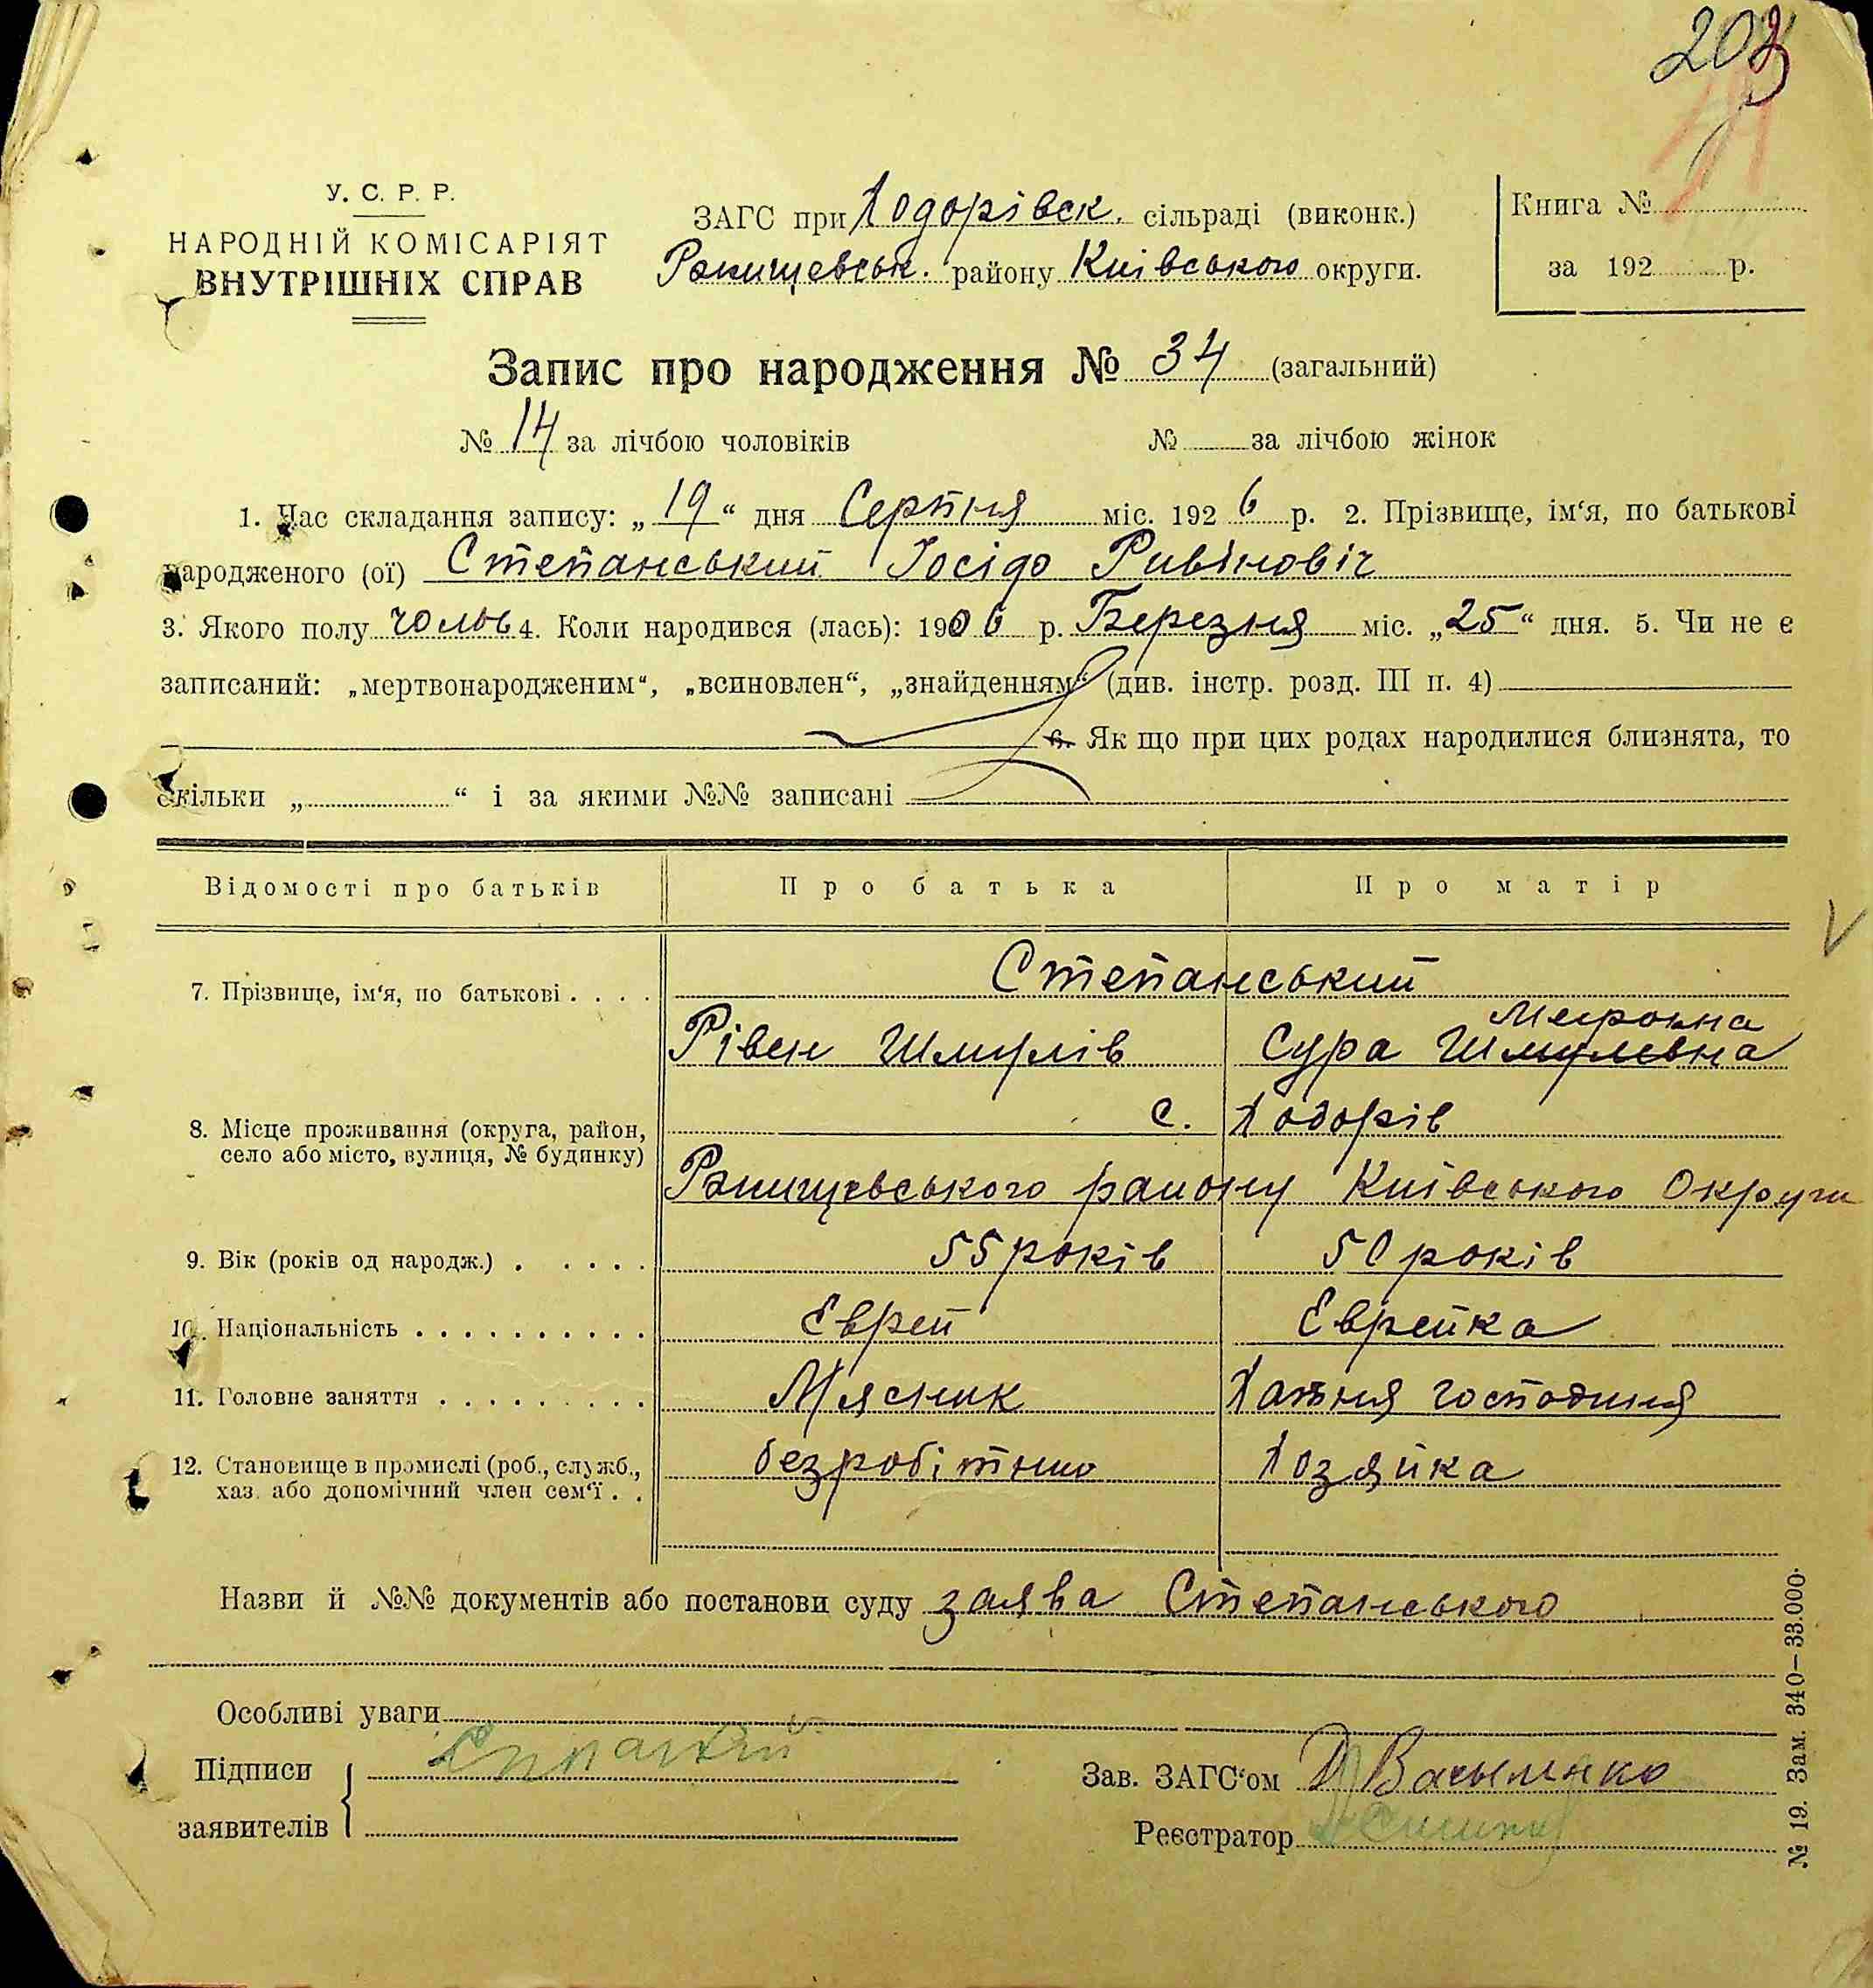 203
У. С. Р. Р.
НАРОДНІЙ КОМІСАРІЯТ
ВНУТРІШНІХ СПРАВ
ЗАГС при Ходорівск. сільраді (виконк.)
Ржищевськ. району Київського округи.
Книга №
за 192 р.
Запис про народження № 34 (загальний)
№ 14 за лічбою чоловіків № за лічбою жінок
1. Час складання запису: „19“ дня Серпня міс. 1926 р. 2. Прізвище, ім‘я, по батькові
народженого (ої) Степанський Іосідо Ривінович
3. Якого полу чолов 4. Коли народився (лась): 1906 р. Березня міс. „25“ дня. 5. Чи не є
записаний: „мертвонародженим“, „всиновлен“, „знайденням“ (див. інстр. розд. III п. 4)
6. Як що при цих родах народилися близнята, то
скільки „ “ і за якими №№ записані
Відомості про батьків Про батька Про матір
7. Прізвище, ім‘я, по батькові . . . . Степанський
Мейровна
Рівен Шмулів Сура Шмулевна
8. Місце проживання (округа, район,
село або місто, вулиця, № будинку)
с. Ходорів
Ржищевського району Київського Округи
9. Вік (років од народж.) . . . . . 55 років 50 років
10. Національність . . . . . . . . . . Еврей Еврейка
11. Головне заняття . . . . . . . . . Мясник Хатня господиня
12. Становище в промислі (роб., служб.,
хаз. або допомічний член сем‘ї . .
безробітний Хозяйка
Назви й №№ документів або постанови суду заява Степанського
Особливі уваги
Підписи
заявителів
Зав. ЗАГС‘ом Д Василенко
Реєстратор
№ 19. Зам. 340—33.000.